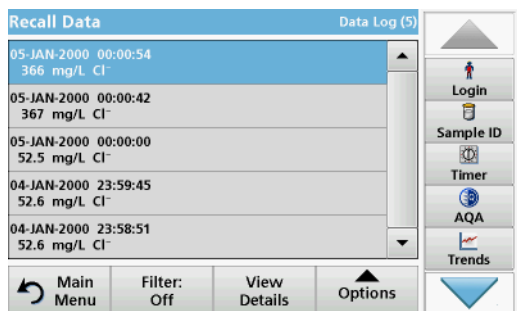 Recall Data
Data Log (5)
05-JAN-2000 00:00:54
366 mg/L Cl⁻
05-JAN-2000 00:00:42
367 mg/L Cl⁻
05-JAN-2000 00:00:00
52.5 mg/L Cl⁻
04-JAN-2000 23:59:45
52.6 mg/L Cl⁻
04-JAN-2000 23:58:51
52.6 mg/L Cl⁻
Main
Menu
Filter:
Off
View
Details
Options
Login
Sample ID
Timer
AQA
Trends